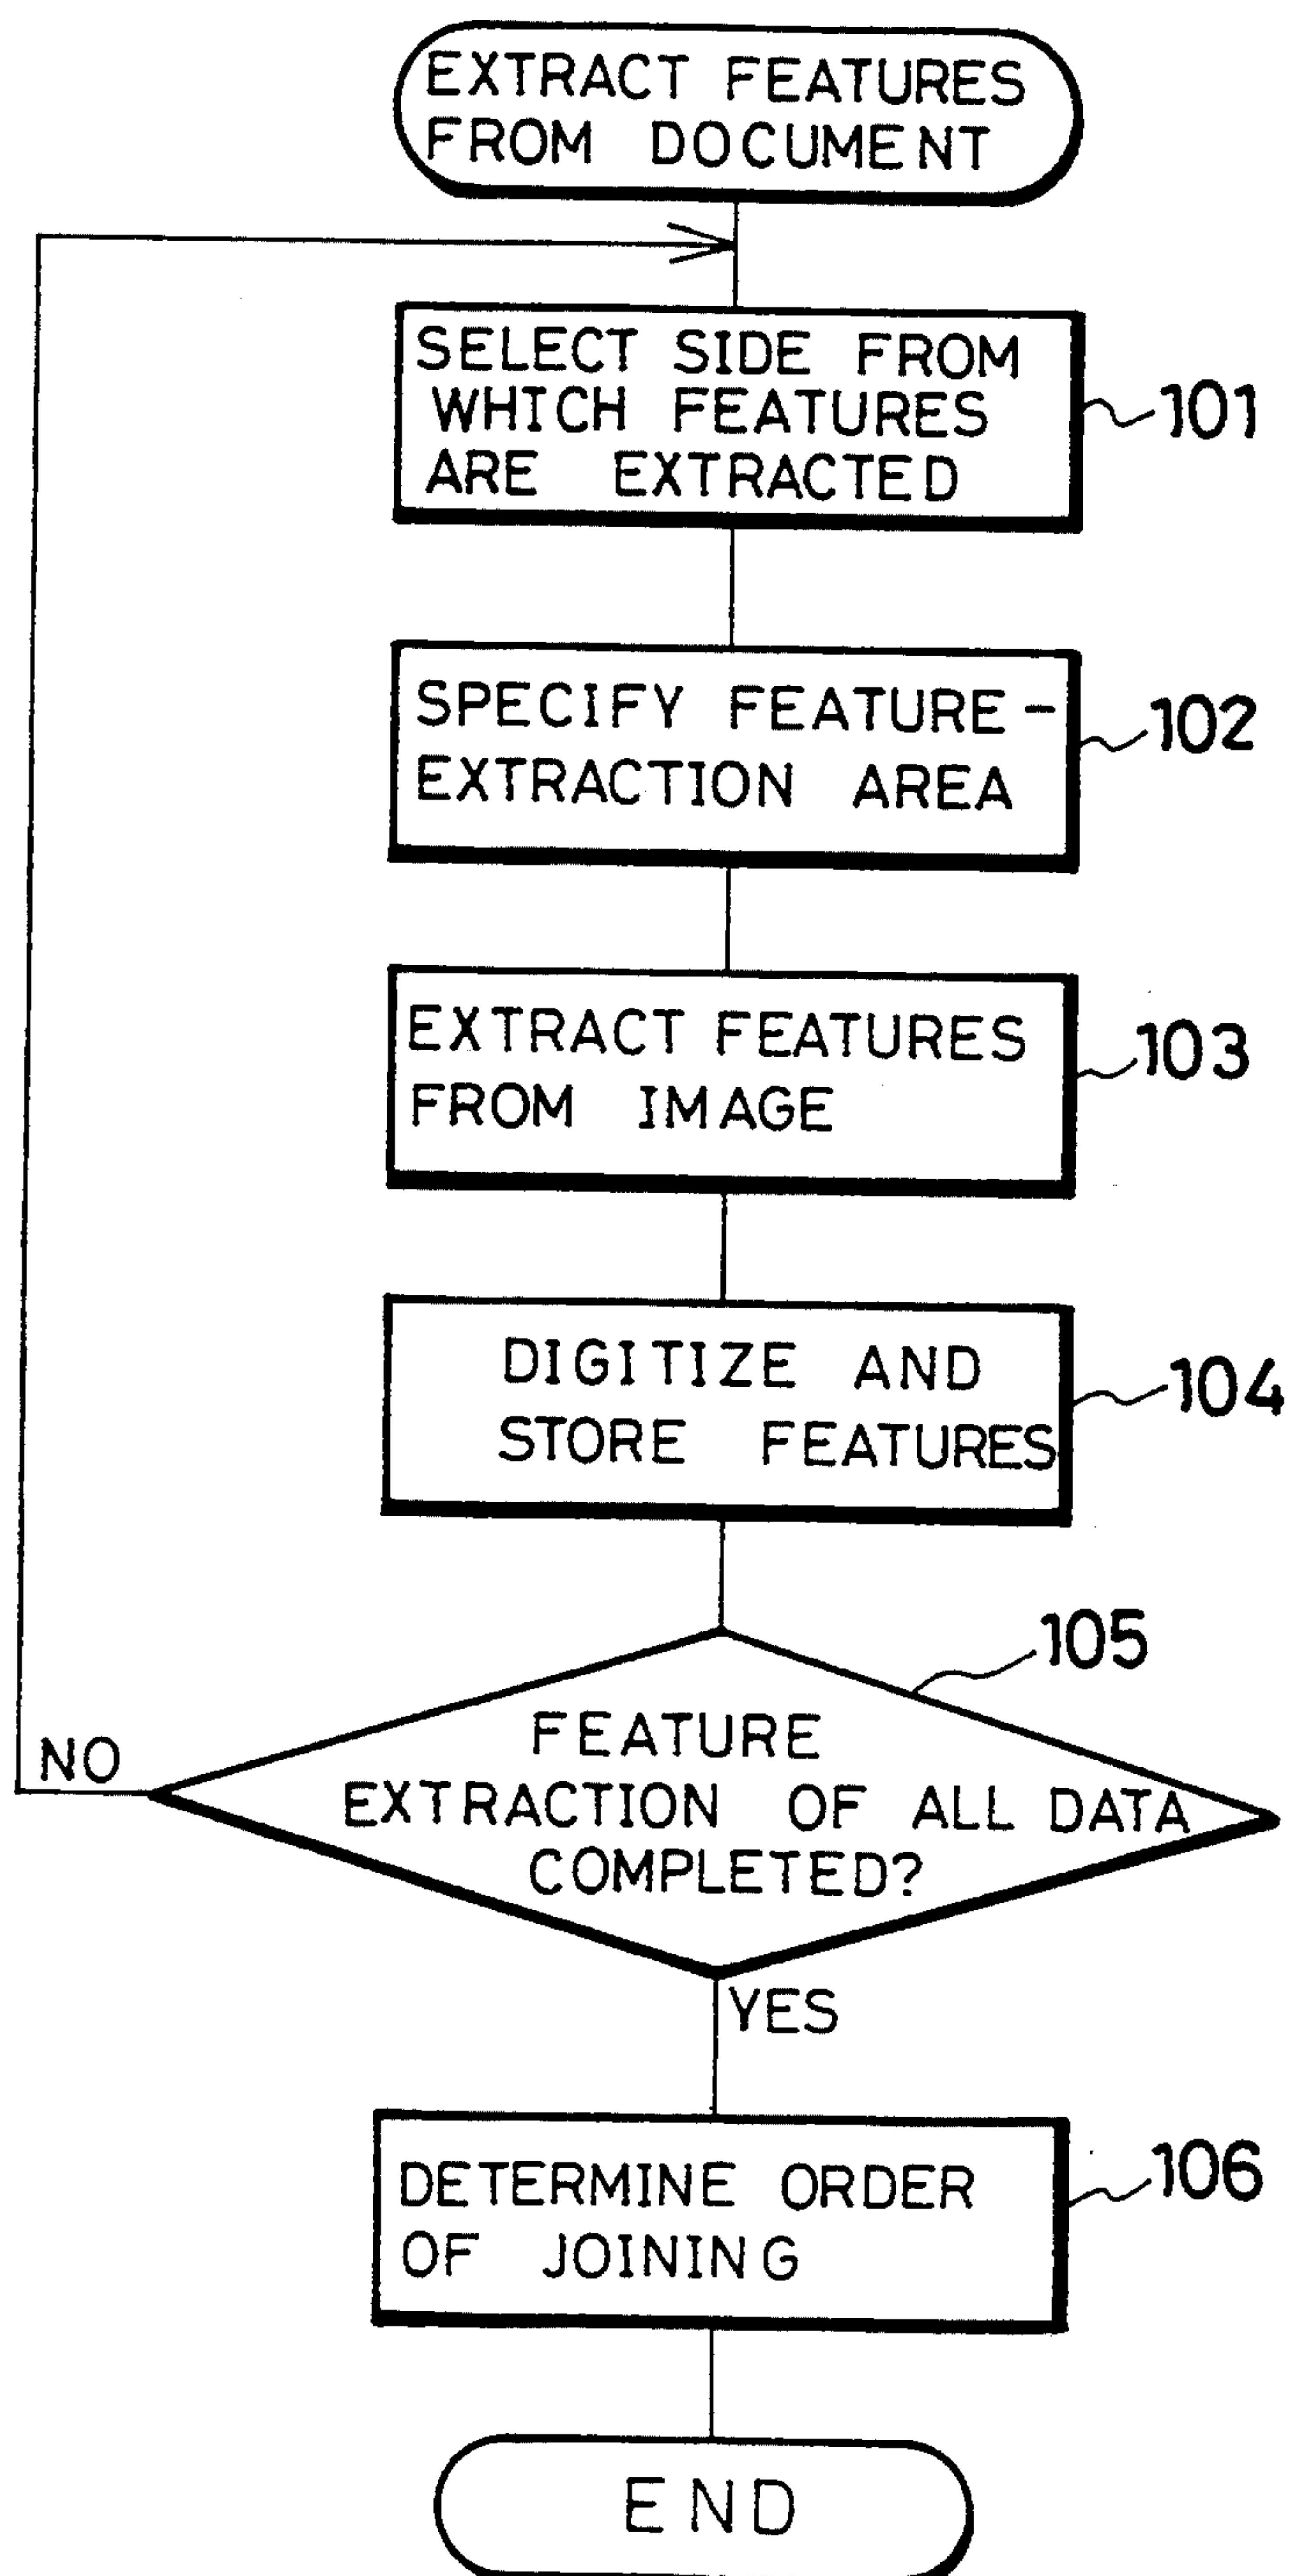 EXTRACT FEATURES
FROM DOCUMENT
SELECT SIDE FROM
WHICH FEATURES
ARE EXTRACTED
101
SPECIFY FEATURE-
EXTRACTION AREA
102
EXTRACT FEATURES
FROM IMAGE
103
DIGITIZE AND
STORE FEATURES
104
105
FEATURE
EXTRACTION OF ALL DATA
COMPLETED?
NO
YES
DETERMINE ORDER
OF JOINING
106
END